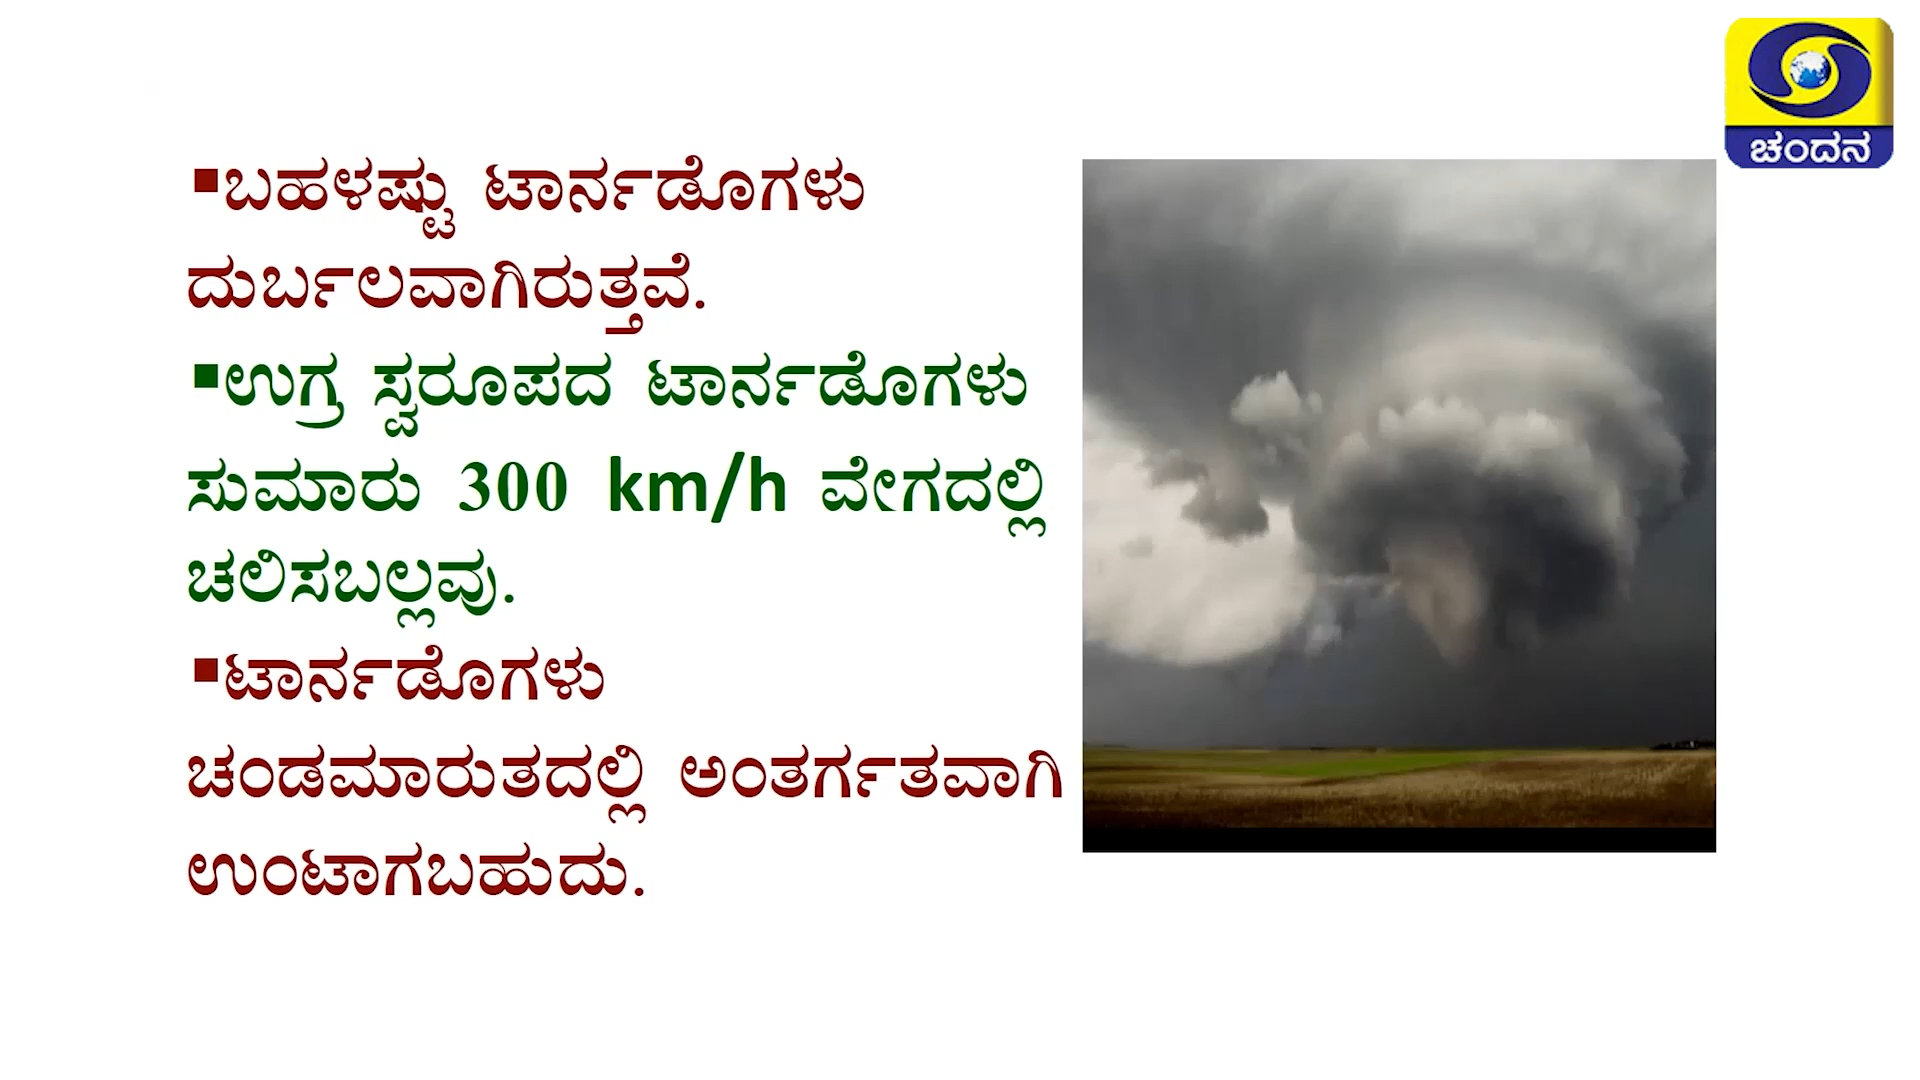 ಚಂದನ
▪ಬಹಳಷ್ಟು ಟಾರ್ನಡೊಗಳು
ದುರ್ಬಲವಾಗಿರುತ್ತವೆ.
▪ಉಗ್ರ ಸ್ವರೂಪದ ಟಾರ್ನಡೊಗಳು
ಸುಮಾರು 300 km/h ವೇಗದಲ್ಲಿ
ಚಲಿಸಬಲ್ಲವು.
▪ಟಾರ್ನಡೊಗಳು
ಚಂಡಮಾರುತದಲ್ಲಿ ಅಂತರ್ಗತವಾಗಿ
ಉಂಟಾಗಬಹುದು.